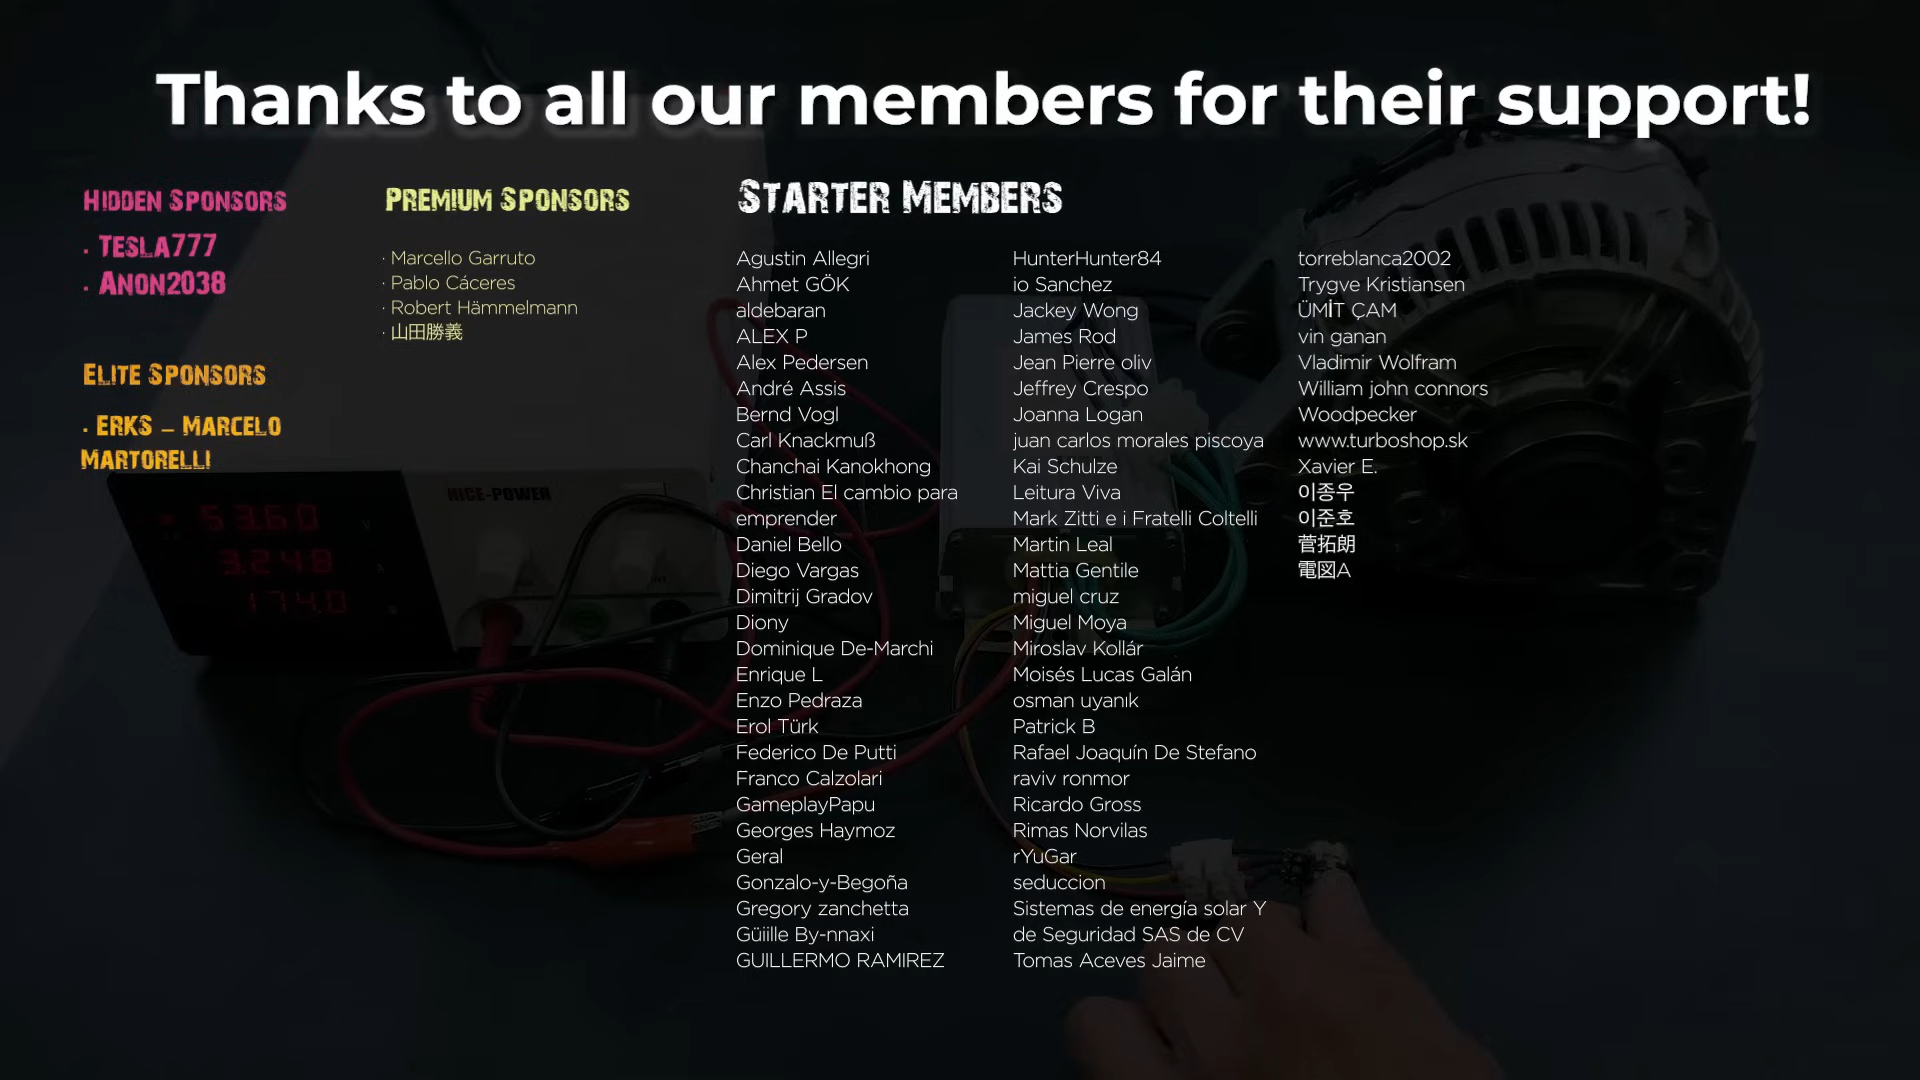 Thanks to all our members for their support!
HIDDEN SPONSORS
· TESLA777
· ANON2038
ELITE SPONSORS
· ERKS – MARCELO
MARTORELLI
PREMIUM SPONSORS
· Marcello Garruto
· Pablo Cáceres
· Robert Hämmelmann
· 山田勝義
STARTER MEMBERS
Agustin Allegri
Ahmet GÖK
aldebaran
ALEX P
Alex Pedersen
André Assis
Bernd Vogl
Carl Knackmuß
Chanchai Kanokhong
Christian El cambio para
emprender
Daniel Bello
Diego Vargas
Dimitrij Gradov
Diony
Dominique De-Marchi
Enrique L
Enzo Pedraza
Erol Türk
Federico De Putti
Franco Calzolari
GameplayPapu
Georges Haymoz
Geral
Gonzalo-y-Begoña
Gregory zanchetta
Güiille By-nnaxi
GUILLERMO RAMIREZ
HunterHunter84
io Sanchez
Jackey Wong
James Rod
Jean Pierre oliv
Jeffrey Crespo
Joanna Logan
juan carlos morales piscoya
Kai Schulze
Leitura Viva
Mark Zitti e i Fratelli Coltelli
Martin Leal
Mattia Gentile
miguel cruz
Miguel Moya
Miroslav Kollár
Moisés Lucas Galán
osman uyanık
Patrick B
Rafael Joaquín De Stefano
raviv ronmor
Ricardo Gross
Rimas Norvilas
rYuGar
seduccion
Sistemas de energía solar Y
de Seguridad SAS de CV
Tomas Aceves Jaime
torreblanca2002
Trygve Kristiansen
ÜMİT ÇAM
vin ganan
Vladimir Wolfram
William john connors
Woodpecker
www.turboshop.sk
Xavier E.
이종우
이준호
菅拓朗
電図A
NICE-POWER
53.60
3.248
174.0